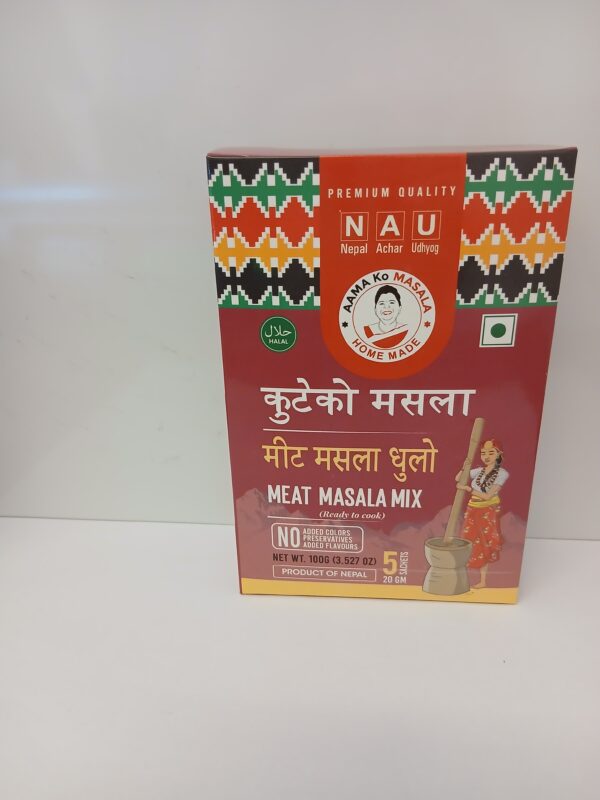 PREMIUM QUALITY
NAU
Nepal Achar Udhyog
AAMA Ko MASALA
HOME MADE
حلال
HALAL
कुटेको मसला
मीट मसला धुलो
MEAT MASALA MIX
(Ready to cook)
NO ADDED COLORS
PRESERVATIVES
ADDED FLAVOURS
NET WT. 100G (3.527 OZ)
PRODUCT OF NEPAL
5 SACHETS
20 GM